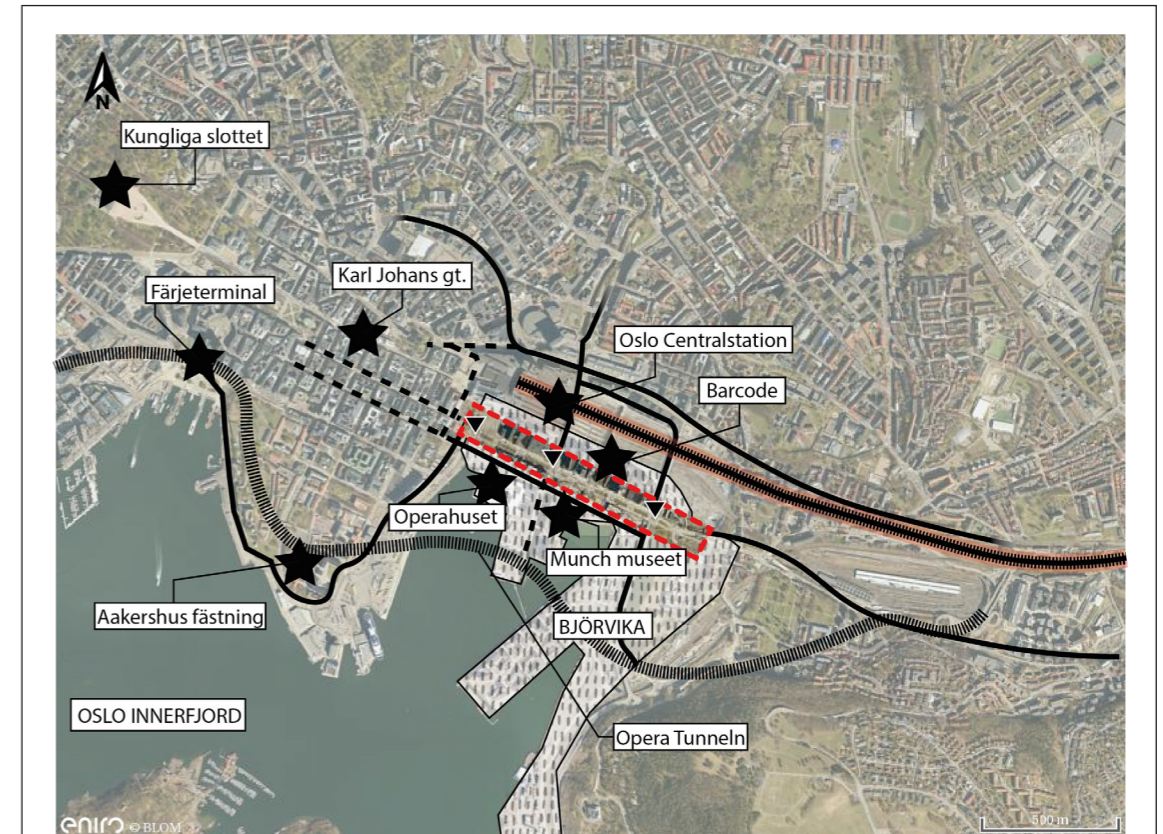 N
Kungliga slottet
Karl Johans gt.
Färjeterminal
Oslo Centralstation
Barcode
Operahuset
Munch museet
Aakershus fästning
BJÖRVIKA
OSLO INNERFJORD
Opera Tunneln
eniro © BLOM
500 m